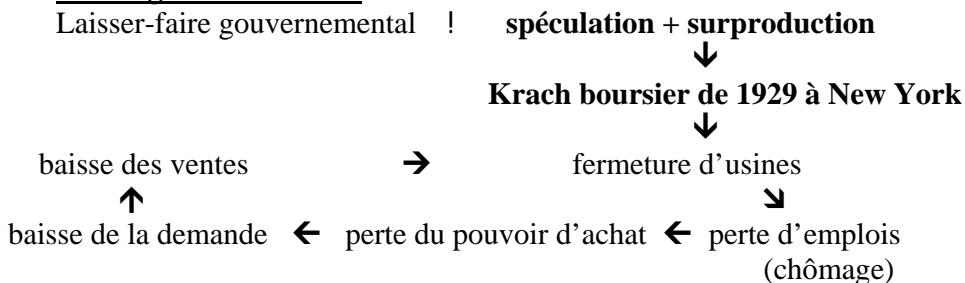 Laisser-faire gouvernemental ! spéculation + surproduction
🡻
Krach boursier de 1929 à New York
🡻
baisse des ventes 🡺 fermeture d’usines
🡹 🡾
baisse de la demande 🡸 perte du pouvoir d’achat 🡸 perte d’emplois
(chômage)